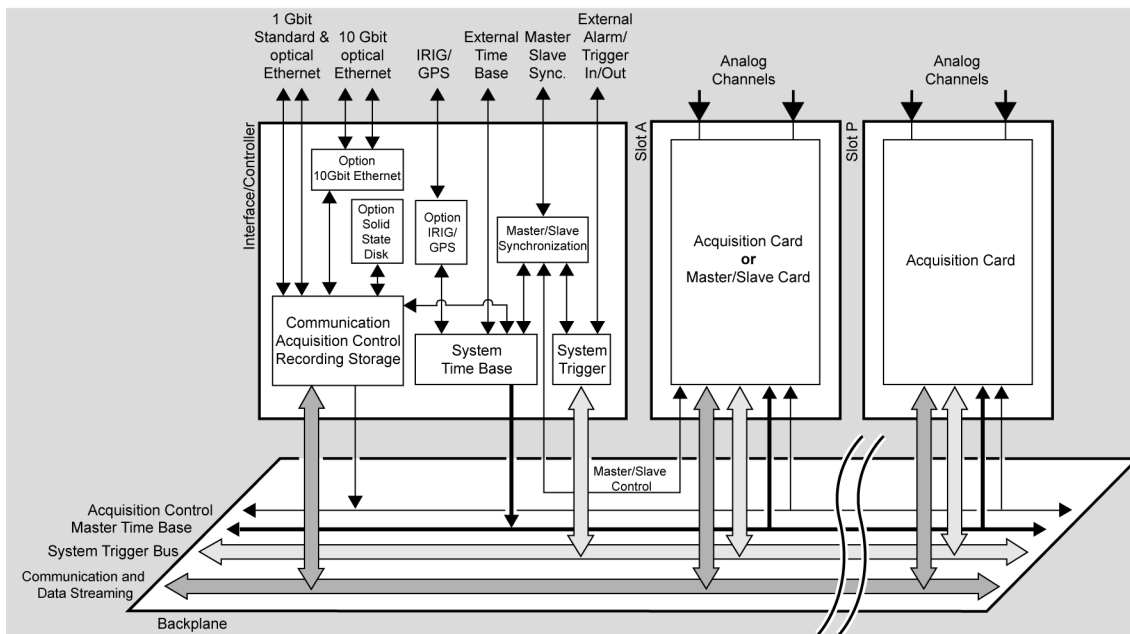 1 Gbit
Standard &
optical
Ethernet
10 Gbit
optical
Ethernet
IRIG/
GPS
External
Time
Base
Master
Slave
Sync.
External
Alarm/
Trigger
In/Out
Analog
Channels
Analog
Channels
Interface/Controller
Option
10Gbit Ethernet
Option
Solid
State
Disk
Option
IRIG/
GPS
Master/Slave
Synchronization
Communication
Acquisition Control
Recording Storage
System
Time Base
System
Trigger
Slot A
Acquisition Card
or
Master/Slave Card
Slot P
Acquisition Card
Master/Slave
Control
Acquisition Control
Master Time Base
System Trigger Bus
Communication and
Data Streaming
Backplane